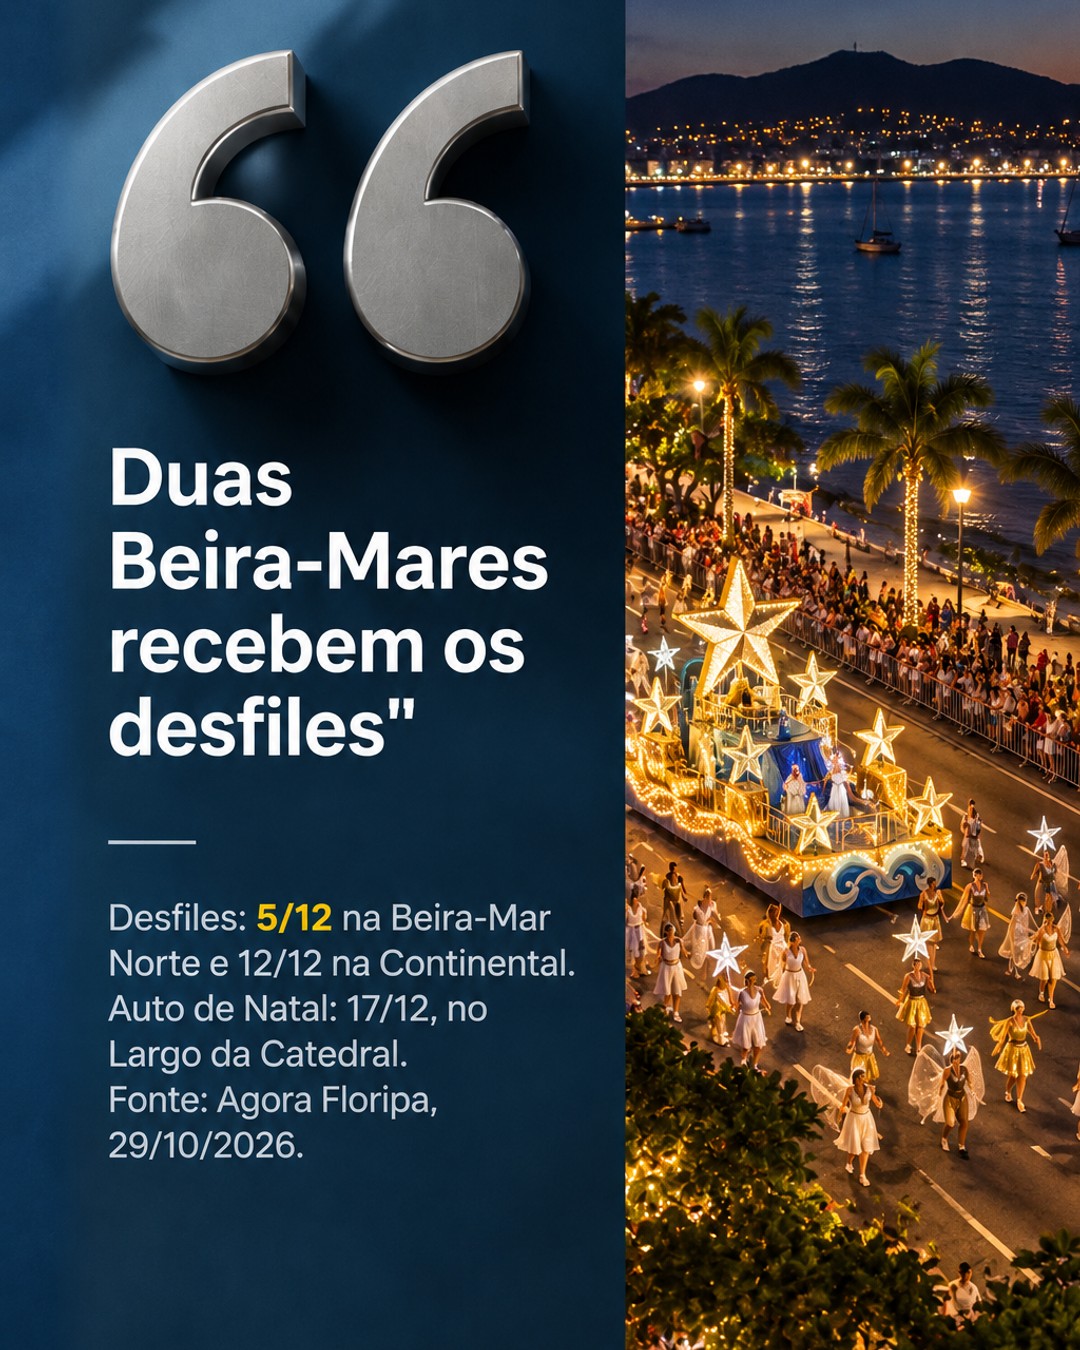 Duas
Beira-Mares
recebem os
desfiles"
Desfiles: 5/12 na Beira-Mar
Norte e 12/12 na Continental.
Auto de Natal: 17/12, no
Largo da Catedral.
Fonte: Agora Floripa,
29/10/2026.